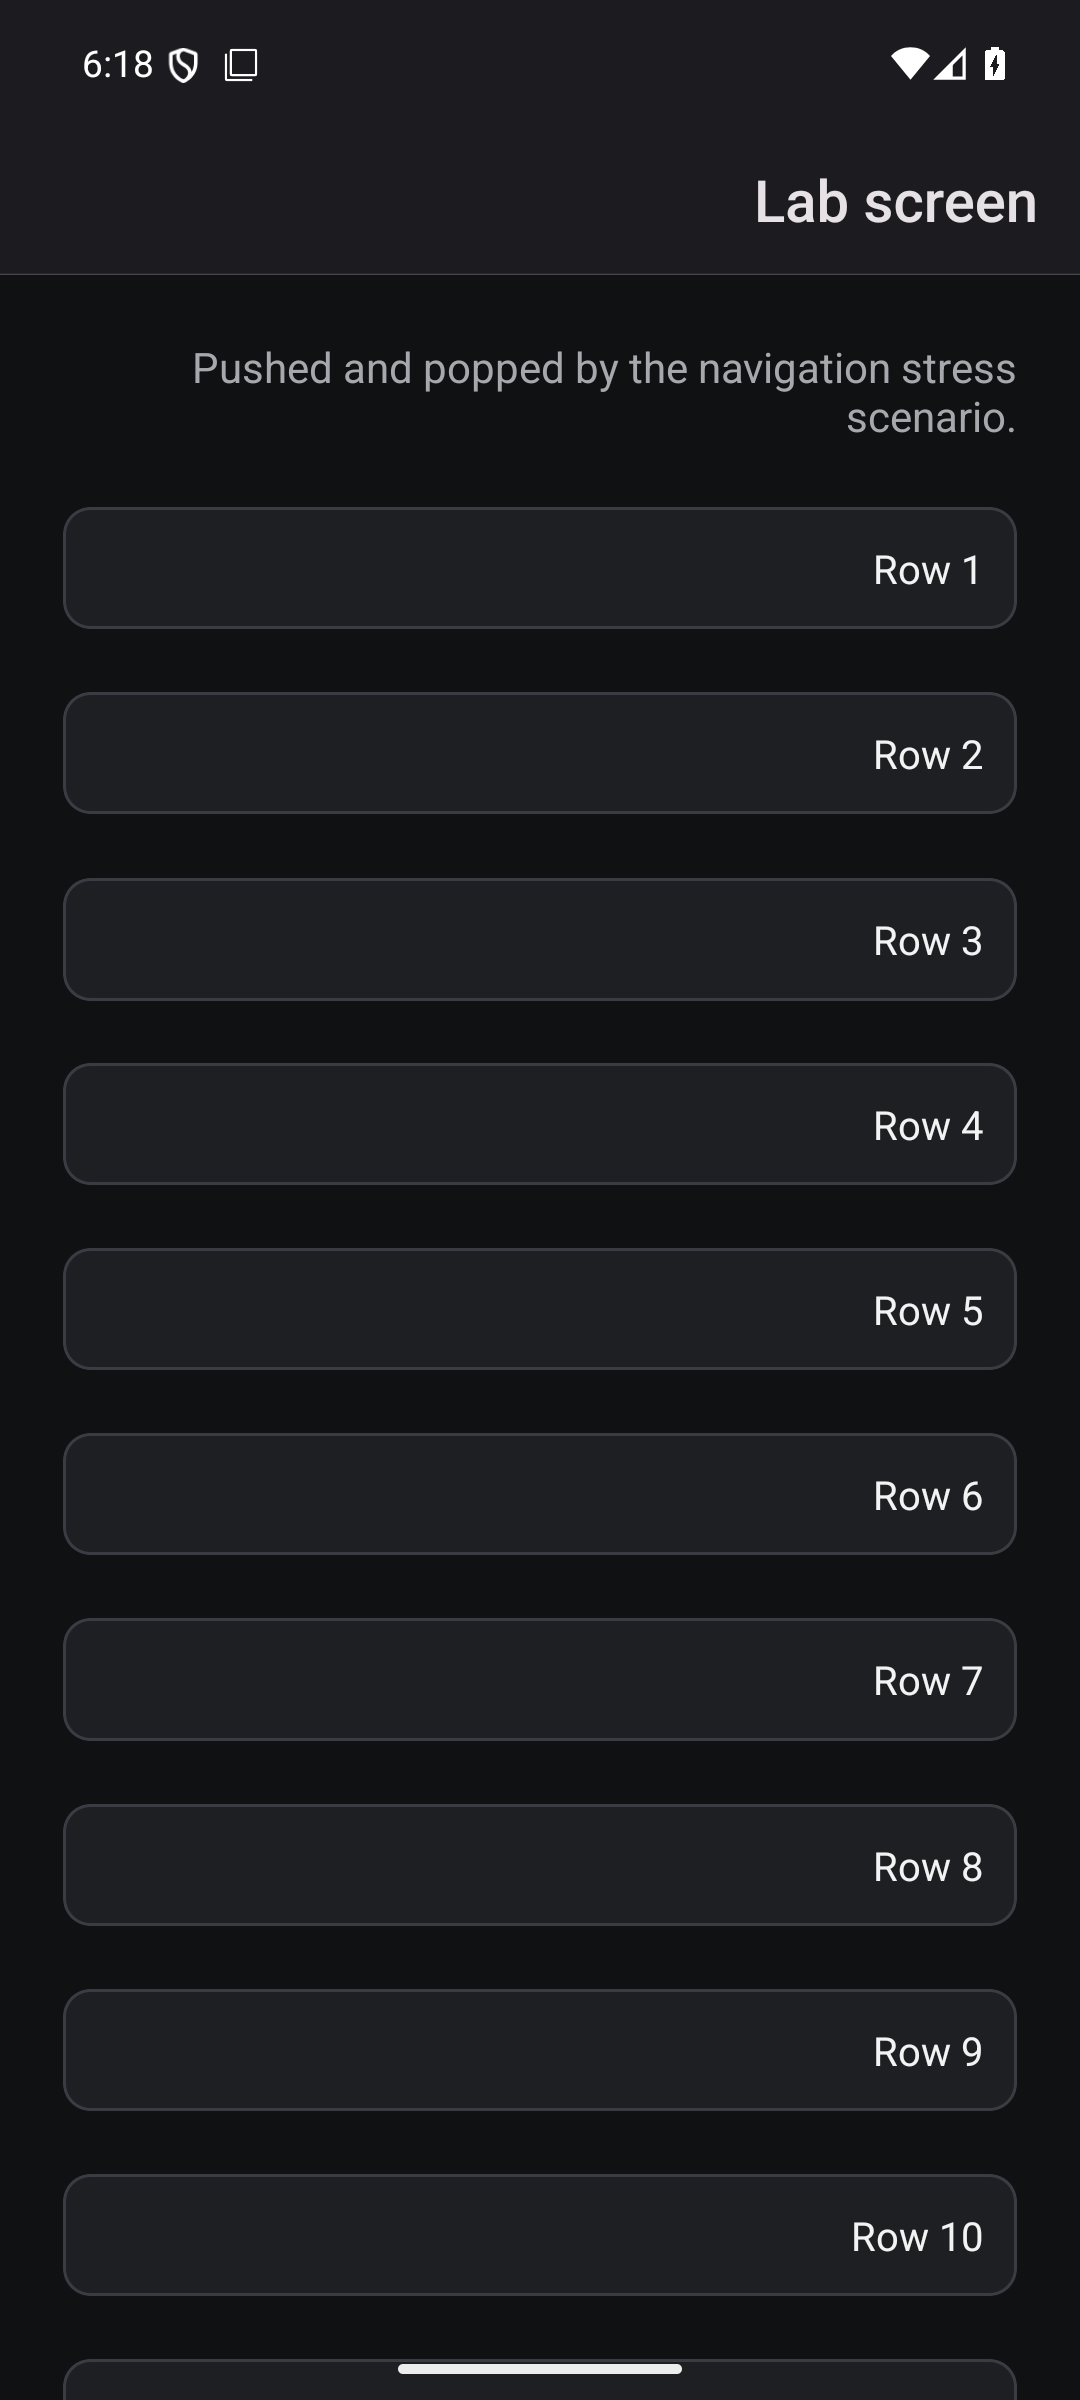 6:18
Lab screen
Pushed and popped by the navigation stress
scenario.
Row 1
Row 2
Row 3
Row 4
Row 5
Row 6
Row 7
Row 8
Row 9
Row 10